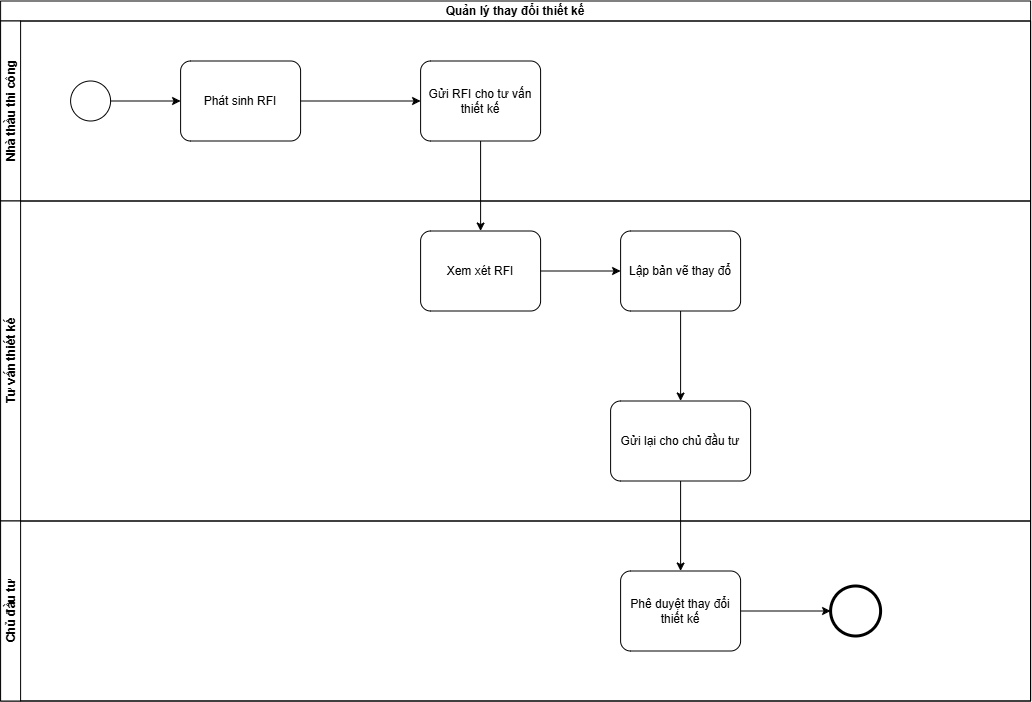 Quản lý thay đổi thiết kế
Nhà thầu thi công
Phát sinh RFI
Gửi RFI cho tư vấn
thiết kế
Tư vấn thiết kế
Xem xét RFI
Lập bản vẽ thay đổ
Gửi lại cho chủ đầu tư
Chủ đầu tư
Phê duyệt thay đổi
thiết kế